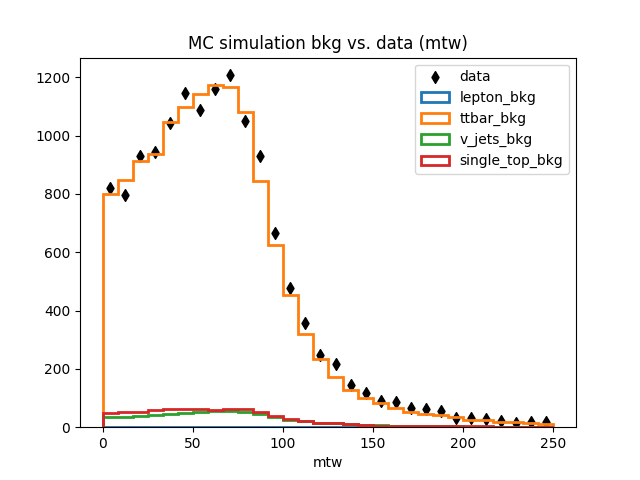 MC simulation bkg vs. data (mtw)
1200
1000
800
600
400
200
0
0 50 100 150 200 250
mtw
data
lepton_bkg
ttbar_bkg
v_jets_bkg
single_top_bkg